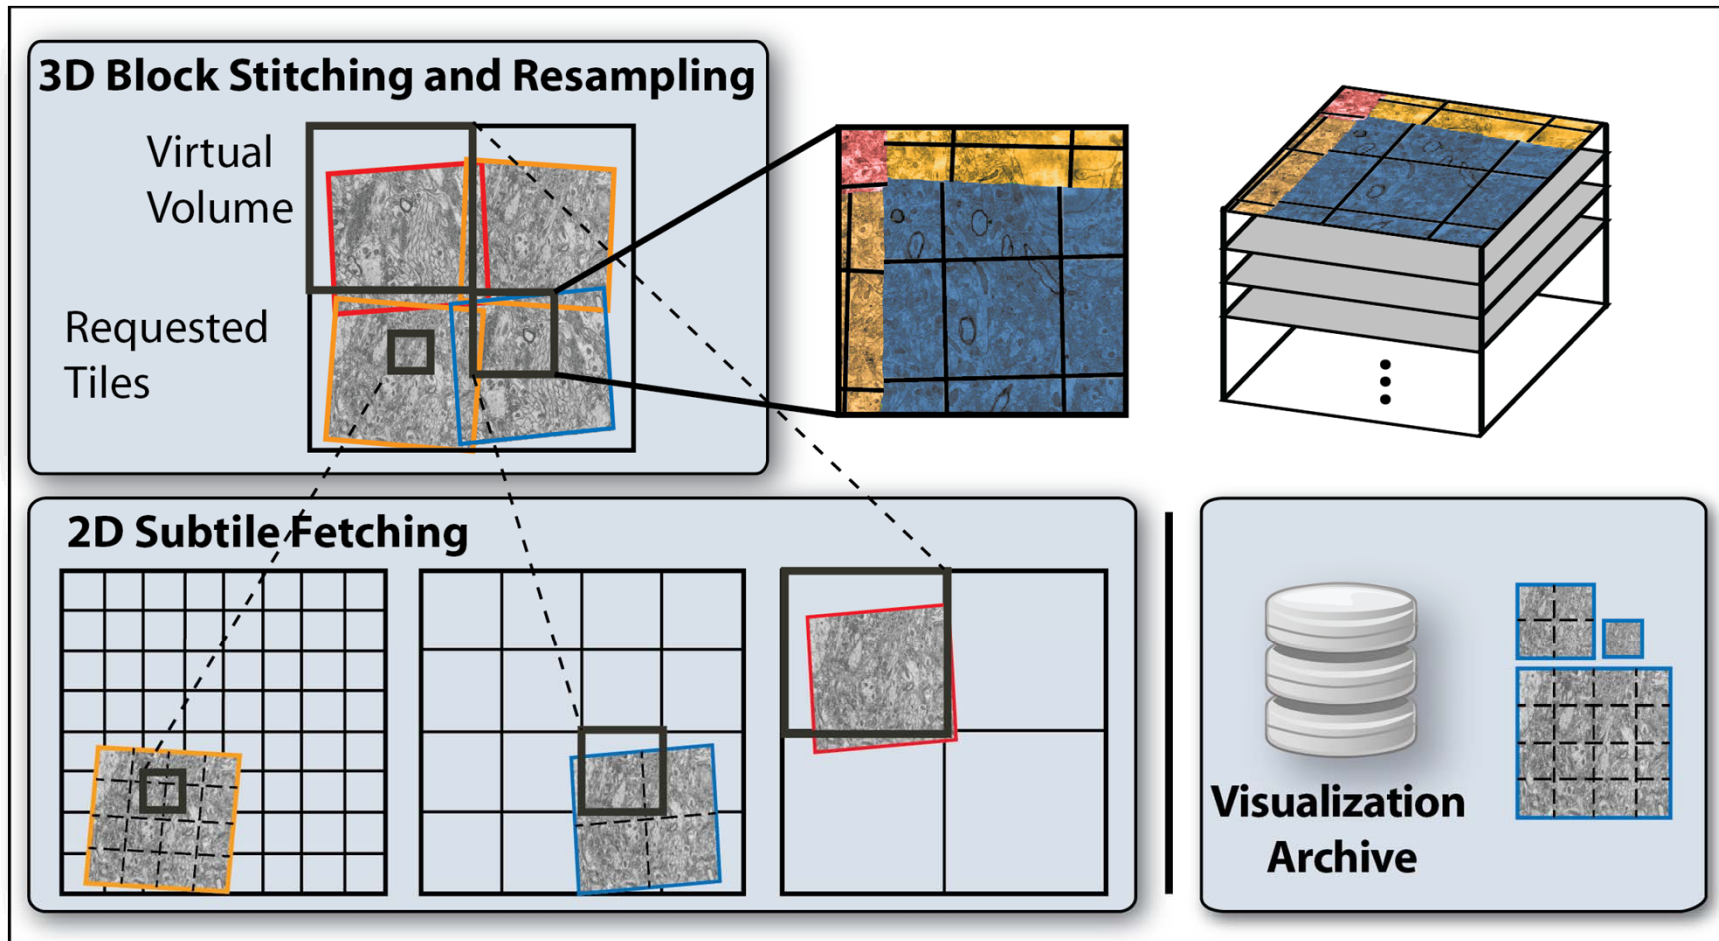 3D Block Stitching and Resampling
Virtual
Volume
Requested
Tiles
2D Subtile Fetching
Visualization
Archive